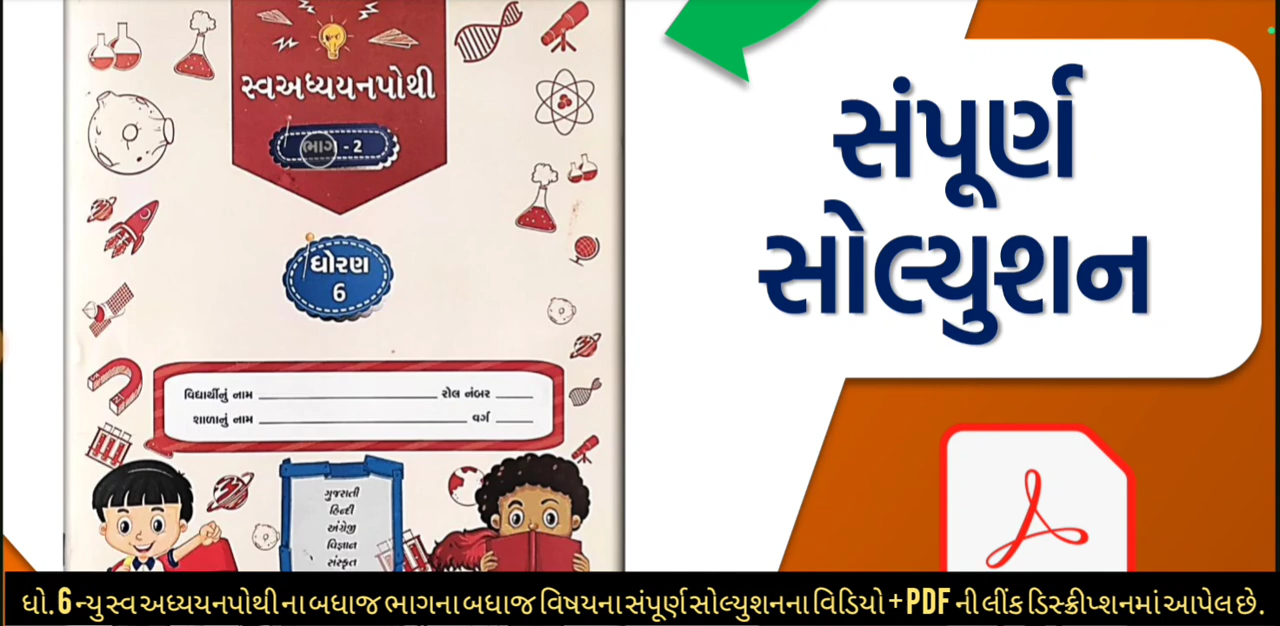 સ્વઅધ્યયનપોથી
ભાગ - 2
ધોરણ
6
વિદ્યાર્થીનું નામ
રોલ નંબર
શાળાનું નામ
વર્ગ
ગુજરાતી
હિન્દી
અંગ્રેજી
વિજ્ઞાન
સંસ્કૃત
સંપૂર્ણ
સોલ્યુશન
ધો. 6 ન્યુ સ્વ અધ્યયનપોથી ના બધાજ ભાગના બધાજ વિષયના સંપૂર્ણ સોલ્યુશનના વિડિયો + PDF ની લીંક ડિસ્ક્રીપ્શનમાં આપેલ છે.